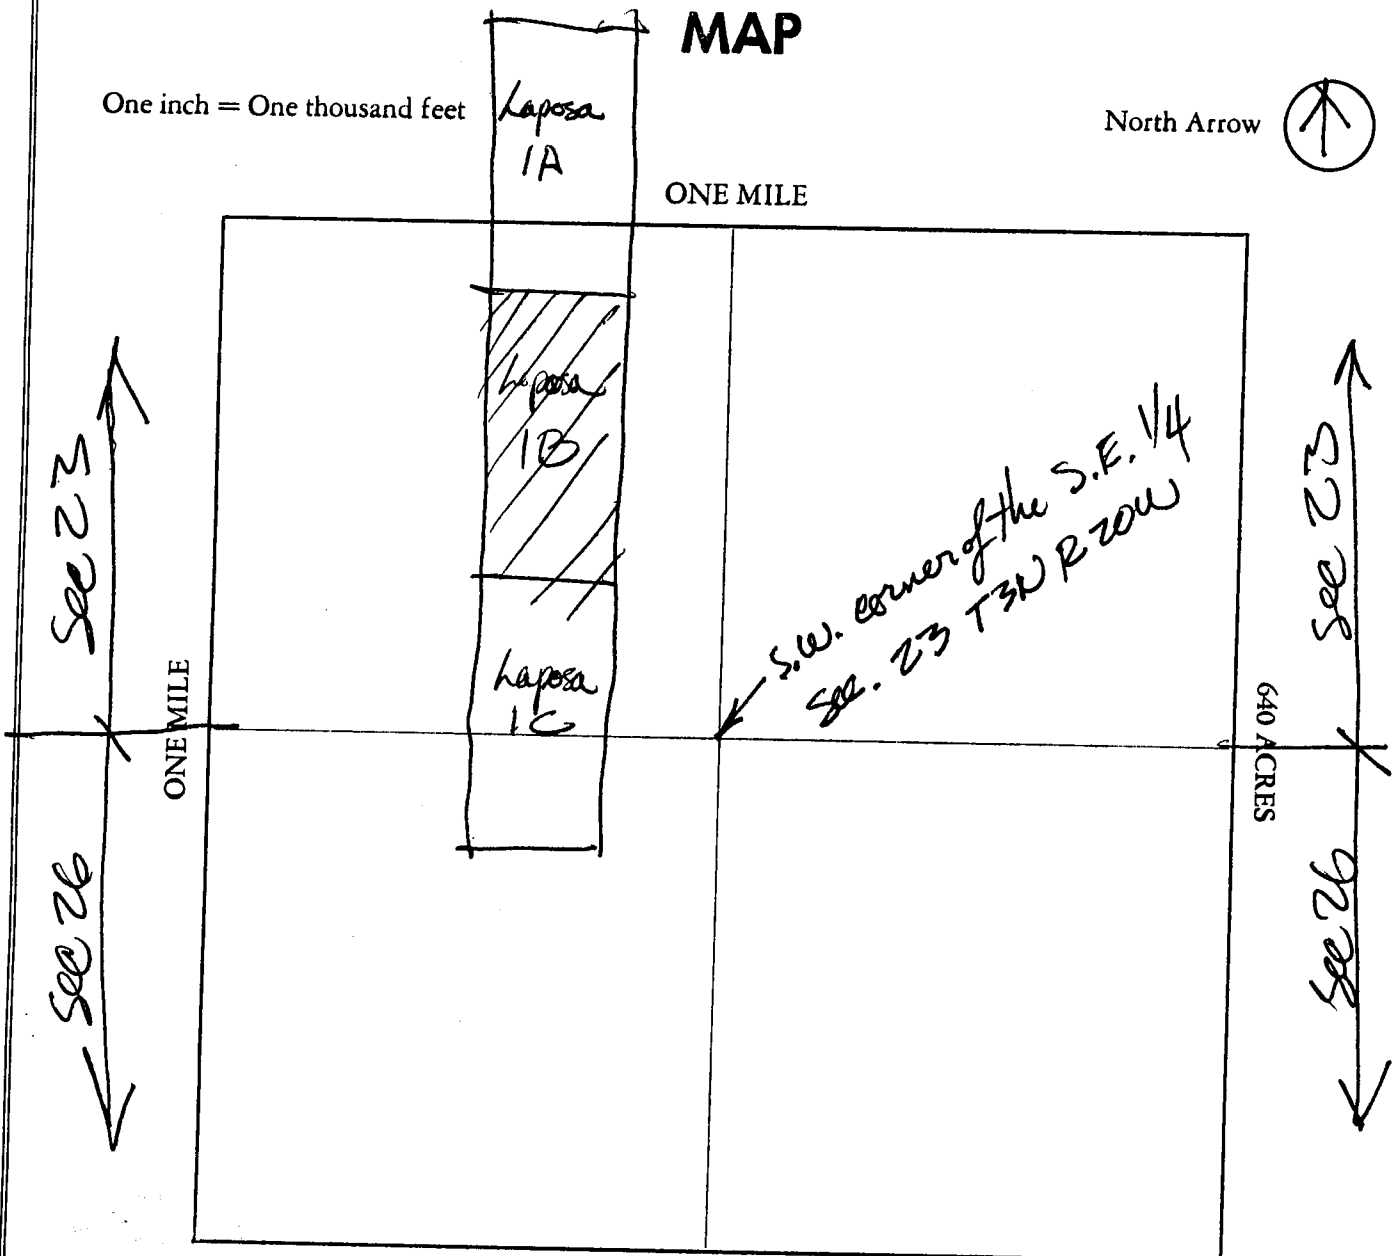 MAP
One inch = One thousand feet
Laposa
1A
North Arrow
ONE MILE
Laposa
1B
Sec 23
Sec 23
S.W. corner of the S.E. 1/4
Sec. 23 T3N R20W
Laposa
1C
ONE MILE
640 ACRES
Sec 26
Sec 26